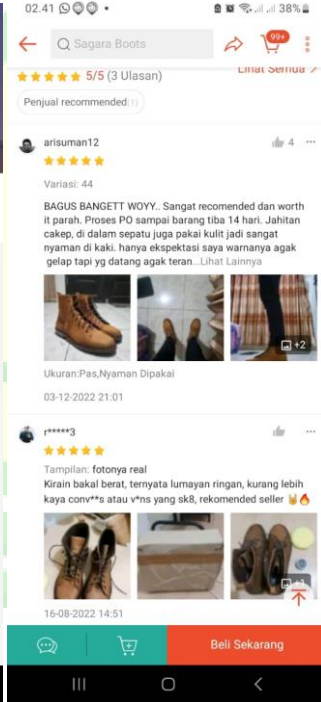 02.41
38%
Sagara Boots
99+
5/5 (3 Ulasan)
Lihat Semua
Penjual recommended(1)
arisuman12
4
Variasi: 44
BAGUS BANGETT WOYY.. Sangat recomended dan worth
it parah. Proses PO sampai barang tiba 14 hari. Jahitan
cakep, di dalam sepatu juga pakai kulit jadi sangat
nyaman di kaki. hanya ekspektasi saya warnanya agak
gelap tapi yg datang agak teran...Lihat Lainnya
+2
Ukuran:Pas,Nyaman Dipakai
03-12-2022 21:01
r*****3
Tampilan: fotonya real
Kirain bakal berat, ternyata lumayan ringan, kurang lebih
kaya conv**s atau v*ns yang sk8, rekomended seller
+1
16-08-2022 14:51
Beli Sekarang